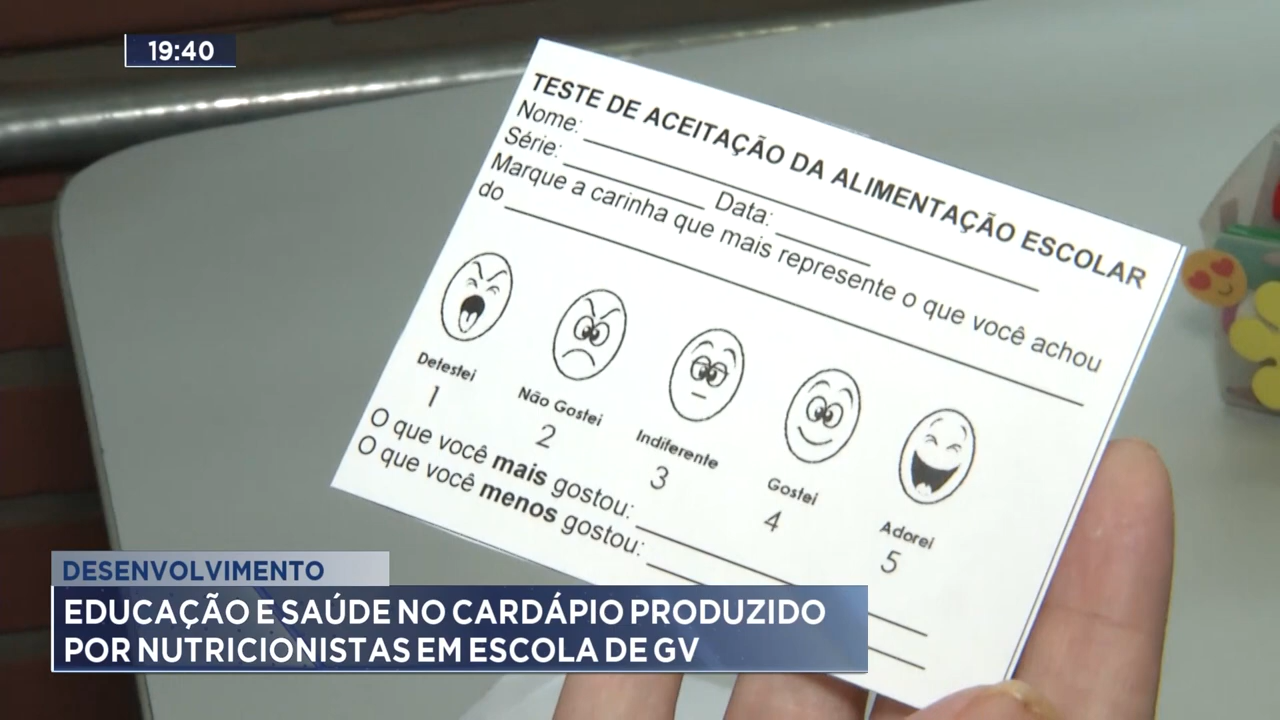 19:40
TESTE DE ACEITAÇÃO DA ALIMENTAÇÃO ESCOLAR
Nome:
Série: Data:
Marque a carinha que mais represente o que você achou
do
Detestei Não Gostei Indiferente Gostei Adorei
1 2 3 4 5
O que você mais gostou:
O que você menos gostou:
DESENVOLVIMENTO
EDUCAÇÃO E SAÚDE NO CARDÁPIO PRODUZIDO
POR NUTRICIONISTAS EM ESCOLA DE GV